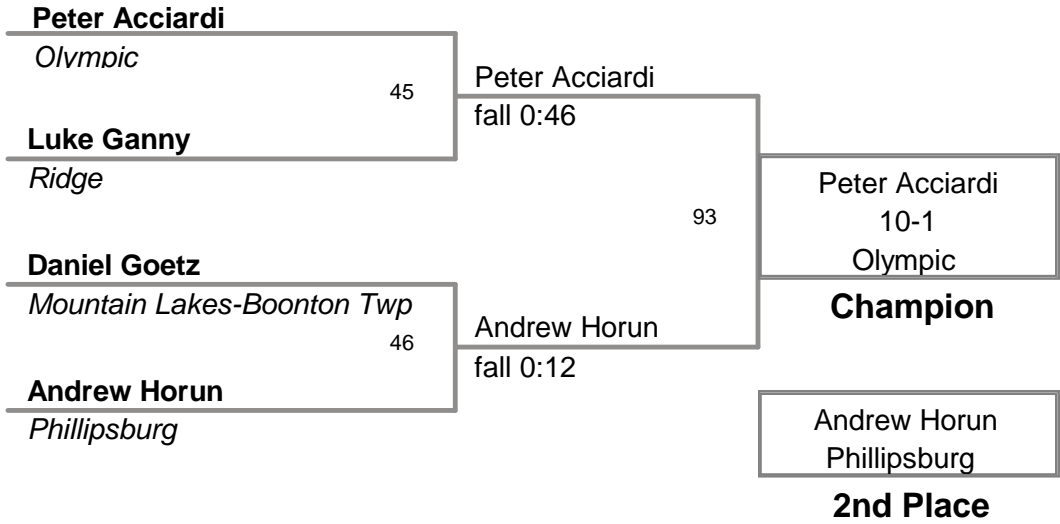 Peter Acciardi
Olympic
45
Luke Ganny
Ridge
Peter Acciardi
fall 0:46
Daniel Goetz
Mountain Lakes-Boonton Twp
46
Andrew Horun
Phillipsburg
Andrew Horun
fall 0:12
93
Peter Acciardi
10-1
Olympic
Champion
Andrew Horun
Phillipsburg
2nd Place